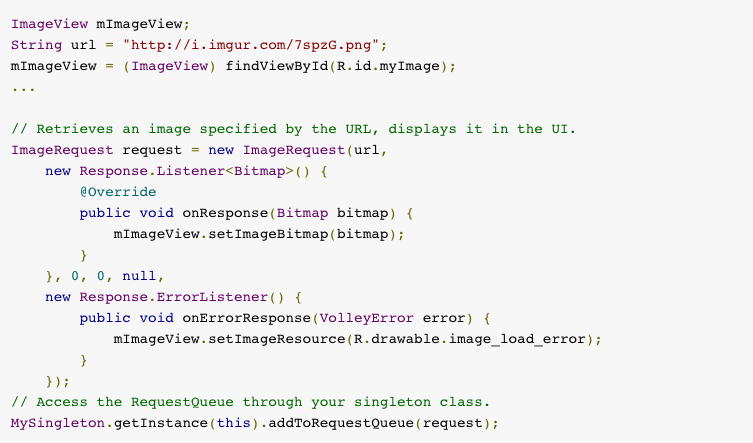 ImageView mImageView;
String url = "http://i.imgur.com/7spzG.png";
mImageView = (ImageView) findViewById(R.id.myImage);
...
// Retrieves an image specified by the URL, displays it in the UI.
ImageRequest request = new ImageRequest(url,
    new Response.Listener<Bitmap>() {
        @Override
        public void onResponse(Bitmap bitmap) {
            mImageView.setImageBitmap(bitmap);
        }
    }, 0, 0, null,
    new Response.ErrorListener() {
        public void onErrorResponse(VolleyError error) {
            mImageView.setImageResource(R.drawable.image_load_error);
        }
    });
// Access the RequestQueue through your singleton class.
MySingleton.getInstance(this).addToRequestQueue(request);